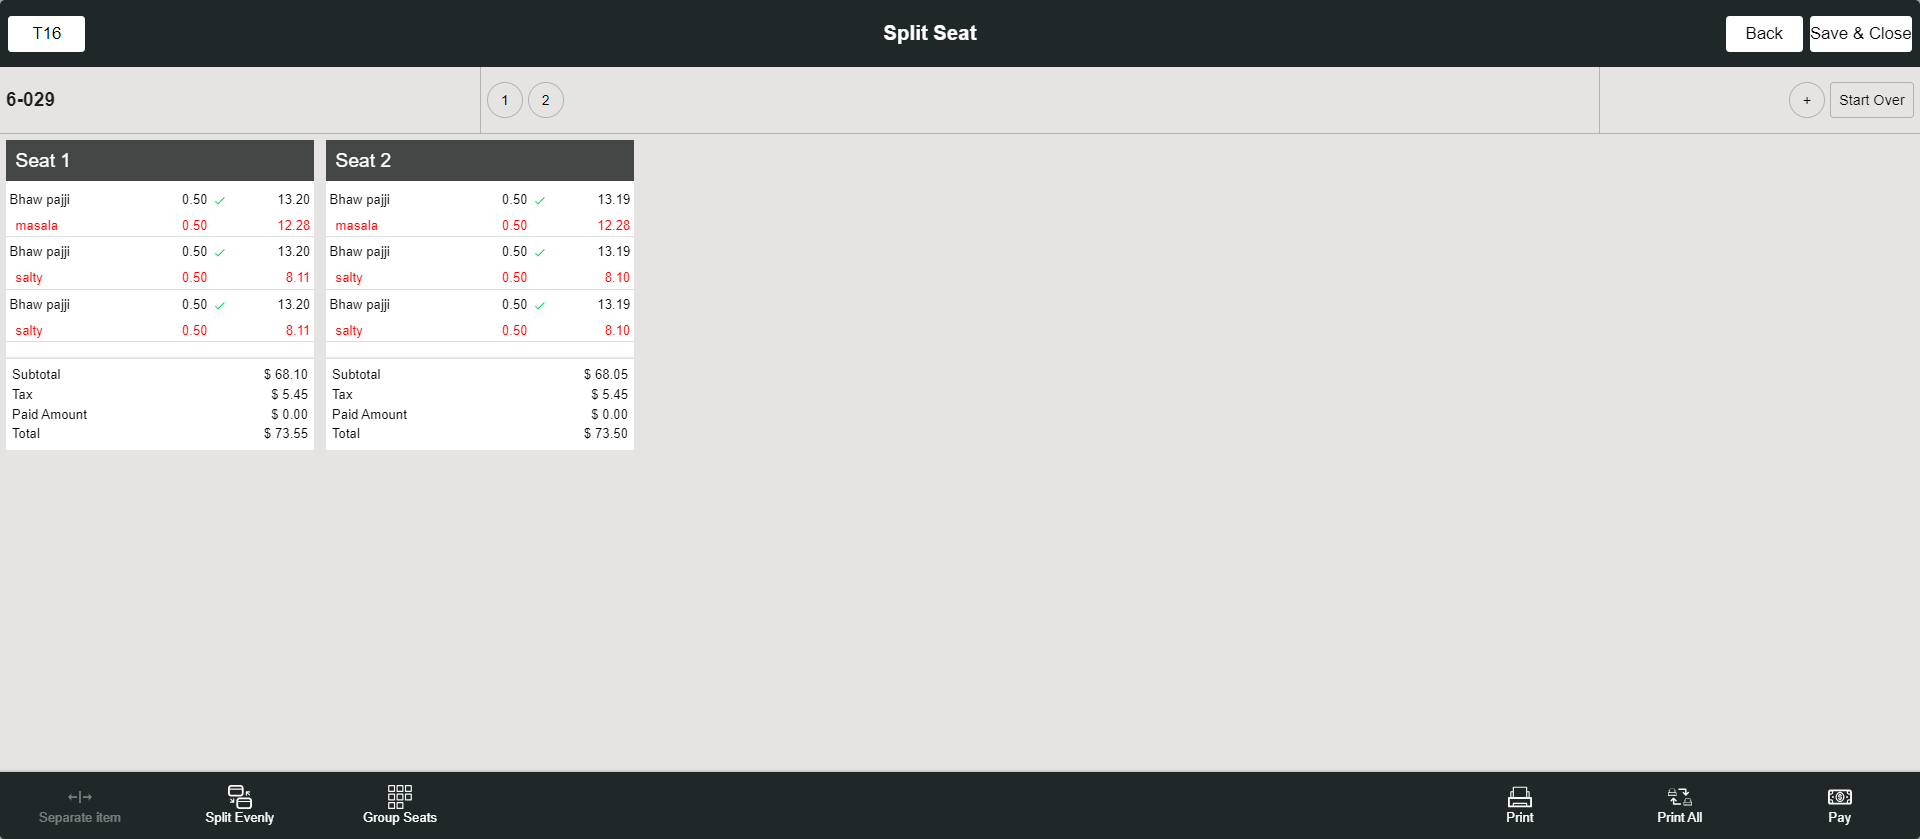 T16 Split Seat Back Save & Close
6-029 1 2 + Start Over
Seat 1 Seat 2
Bhaw pajji 0.50 13.20 Bhaw pajji 0.50 13.19
masala 0.50 12.28 masala 0.50 12.28
Bhaw pajji 0.50 13.20 Bhaw pajji 0.50 13.19
salty 0.50 8.11 salty 0.50 8.10
Bhaw pajji 0.50 13.20 Bhaw pajji 0.50 13.19
salty 0.50 8.11 salty 0.50 8.10
Subtotal $ 68.10 Subtotal $ 68.05
Tax $ 5.45 Tax $ 5.45
Paid Amount $ 0.00 Paid Amount $ 0.00
Total $ 73.55 Total $ 73.50
Separate item Split Evenly Group Seats Print Print All Pay